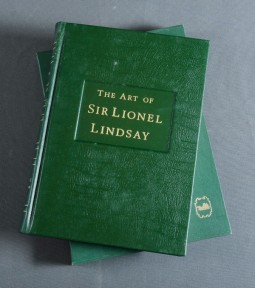 THE ART OF
SIR LIONEL
LINDSAY